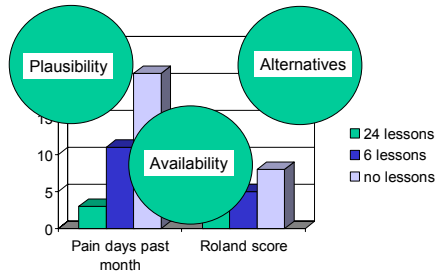 Plausibility
Alternatives
15
10
Availability
5
0
24 lessons
6 lessons
no lessons
Pain days past
month
Roland score